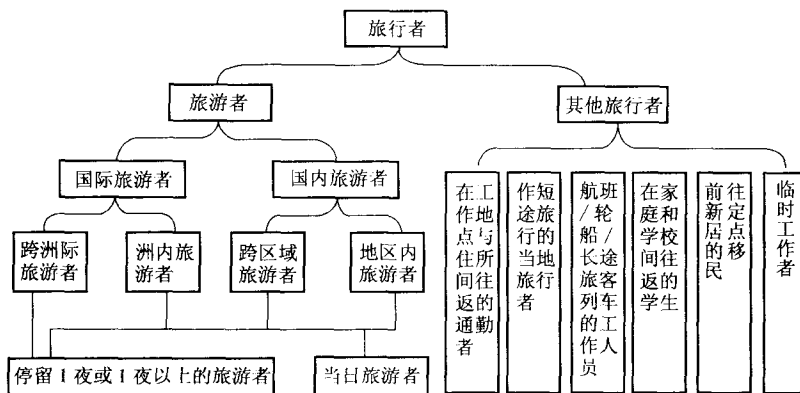 旅行者
旅游者
其他旅行者
国际旅游者
国内旅游者
跨洲际
旅游者
洲内旅
游者
跨区域
旅游者
地区内
旅游者
在工作地点与住所间往返的通勤者
作短途旅行的当地旅行者
航班/轮船/长途旅客列车的工作人员
在家庭和学校间往返的学生
前往新定居点的移民
临时工作者
停留1夜或1夜以上的旅游者
当日旅游者